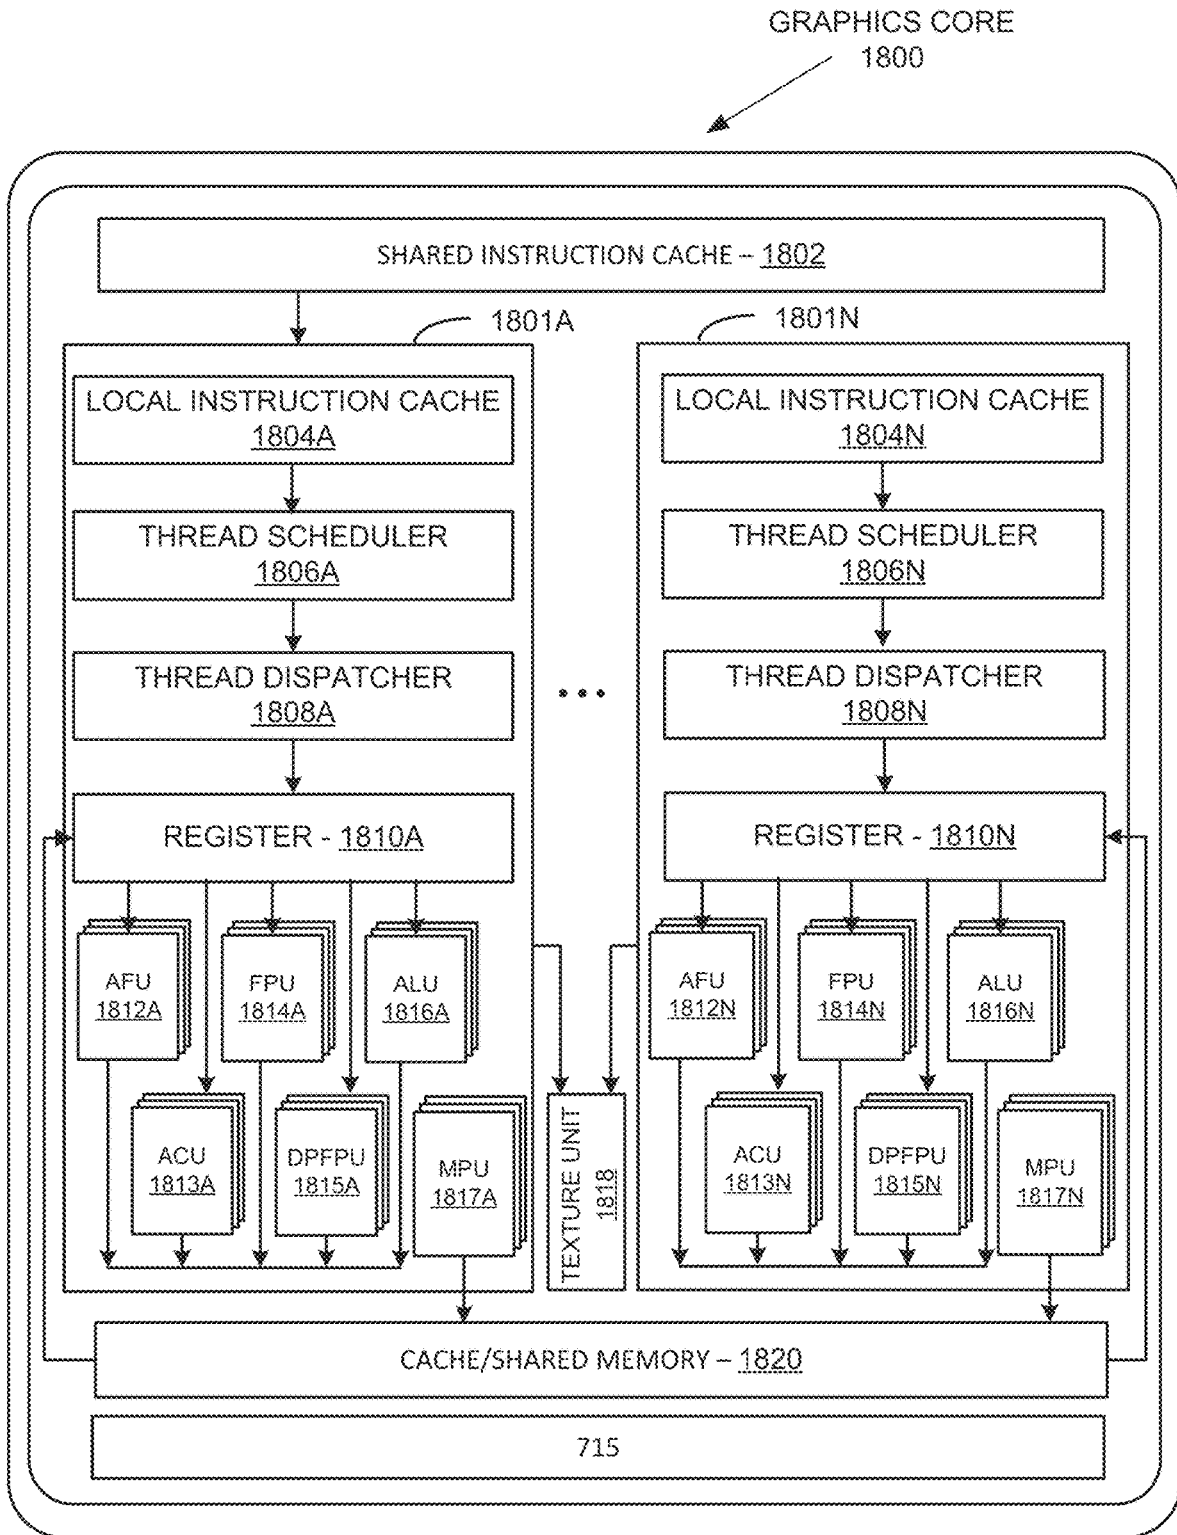 GRAPHICS CORE
1800
SHARED INSTRUCTION CACHE – 1802
1801A
1801N
LOCAL INSTRUCTION CACHE
1804A
LOCAL INSTRUCTION CACHE
1804N
THREAD SCHEDULER
1806A
THREAD SCHEDULER
1806N
THREAD DISPATCHER
1808A
...
THREAD DISPATCHER
1808N
REGISTER - 1810A
REGISTER - 1810N
AFU
1812A
FPU
1814A
ALU
1816A
AFU
1812N
FPU
1814N
ALU
1816N
ACU
1813A
DPFPU
1815A
MPU
1817A
TEXTURE UNIT
1818
ACU
1813N
DPFPU
1815N
MPU
1817N
CACHE/SHARED MEMORY – 1820
715